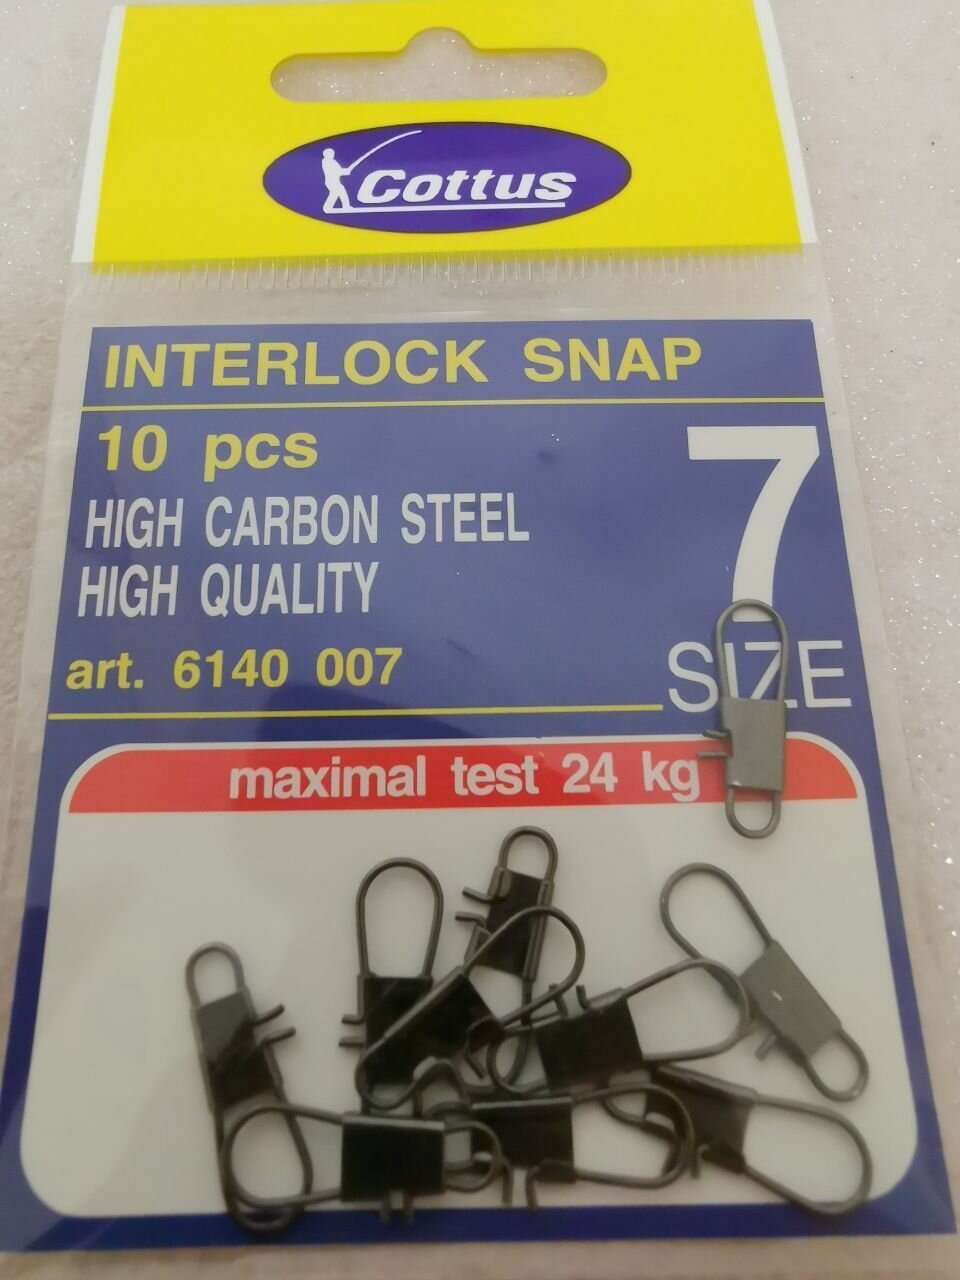 Cottus
INTERLOCK SNAP
10 pcs
HIGH CARBON STEEL
HIGH QUALITY
art. 6140 007
7
SIZE
maximal test 24 kg